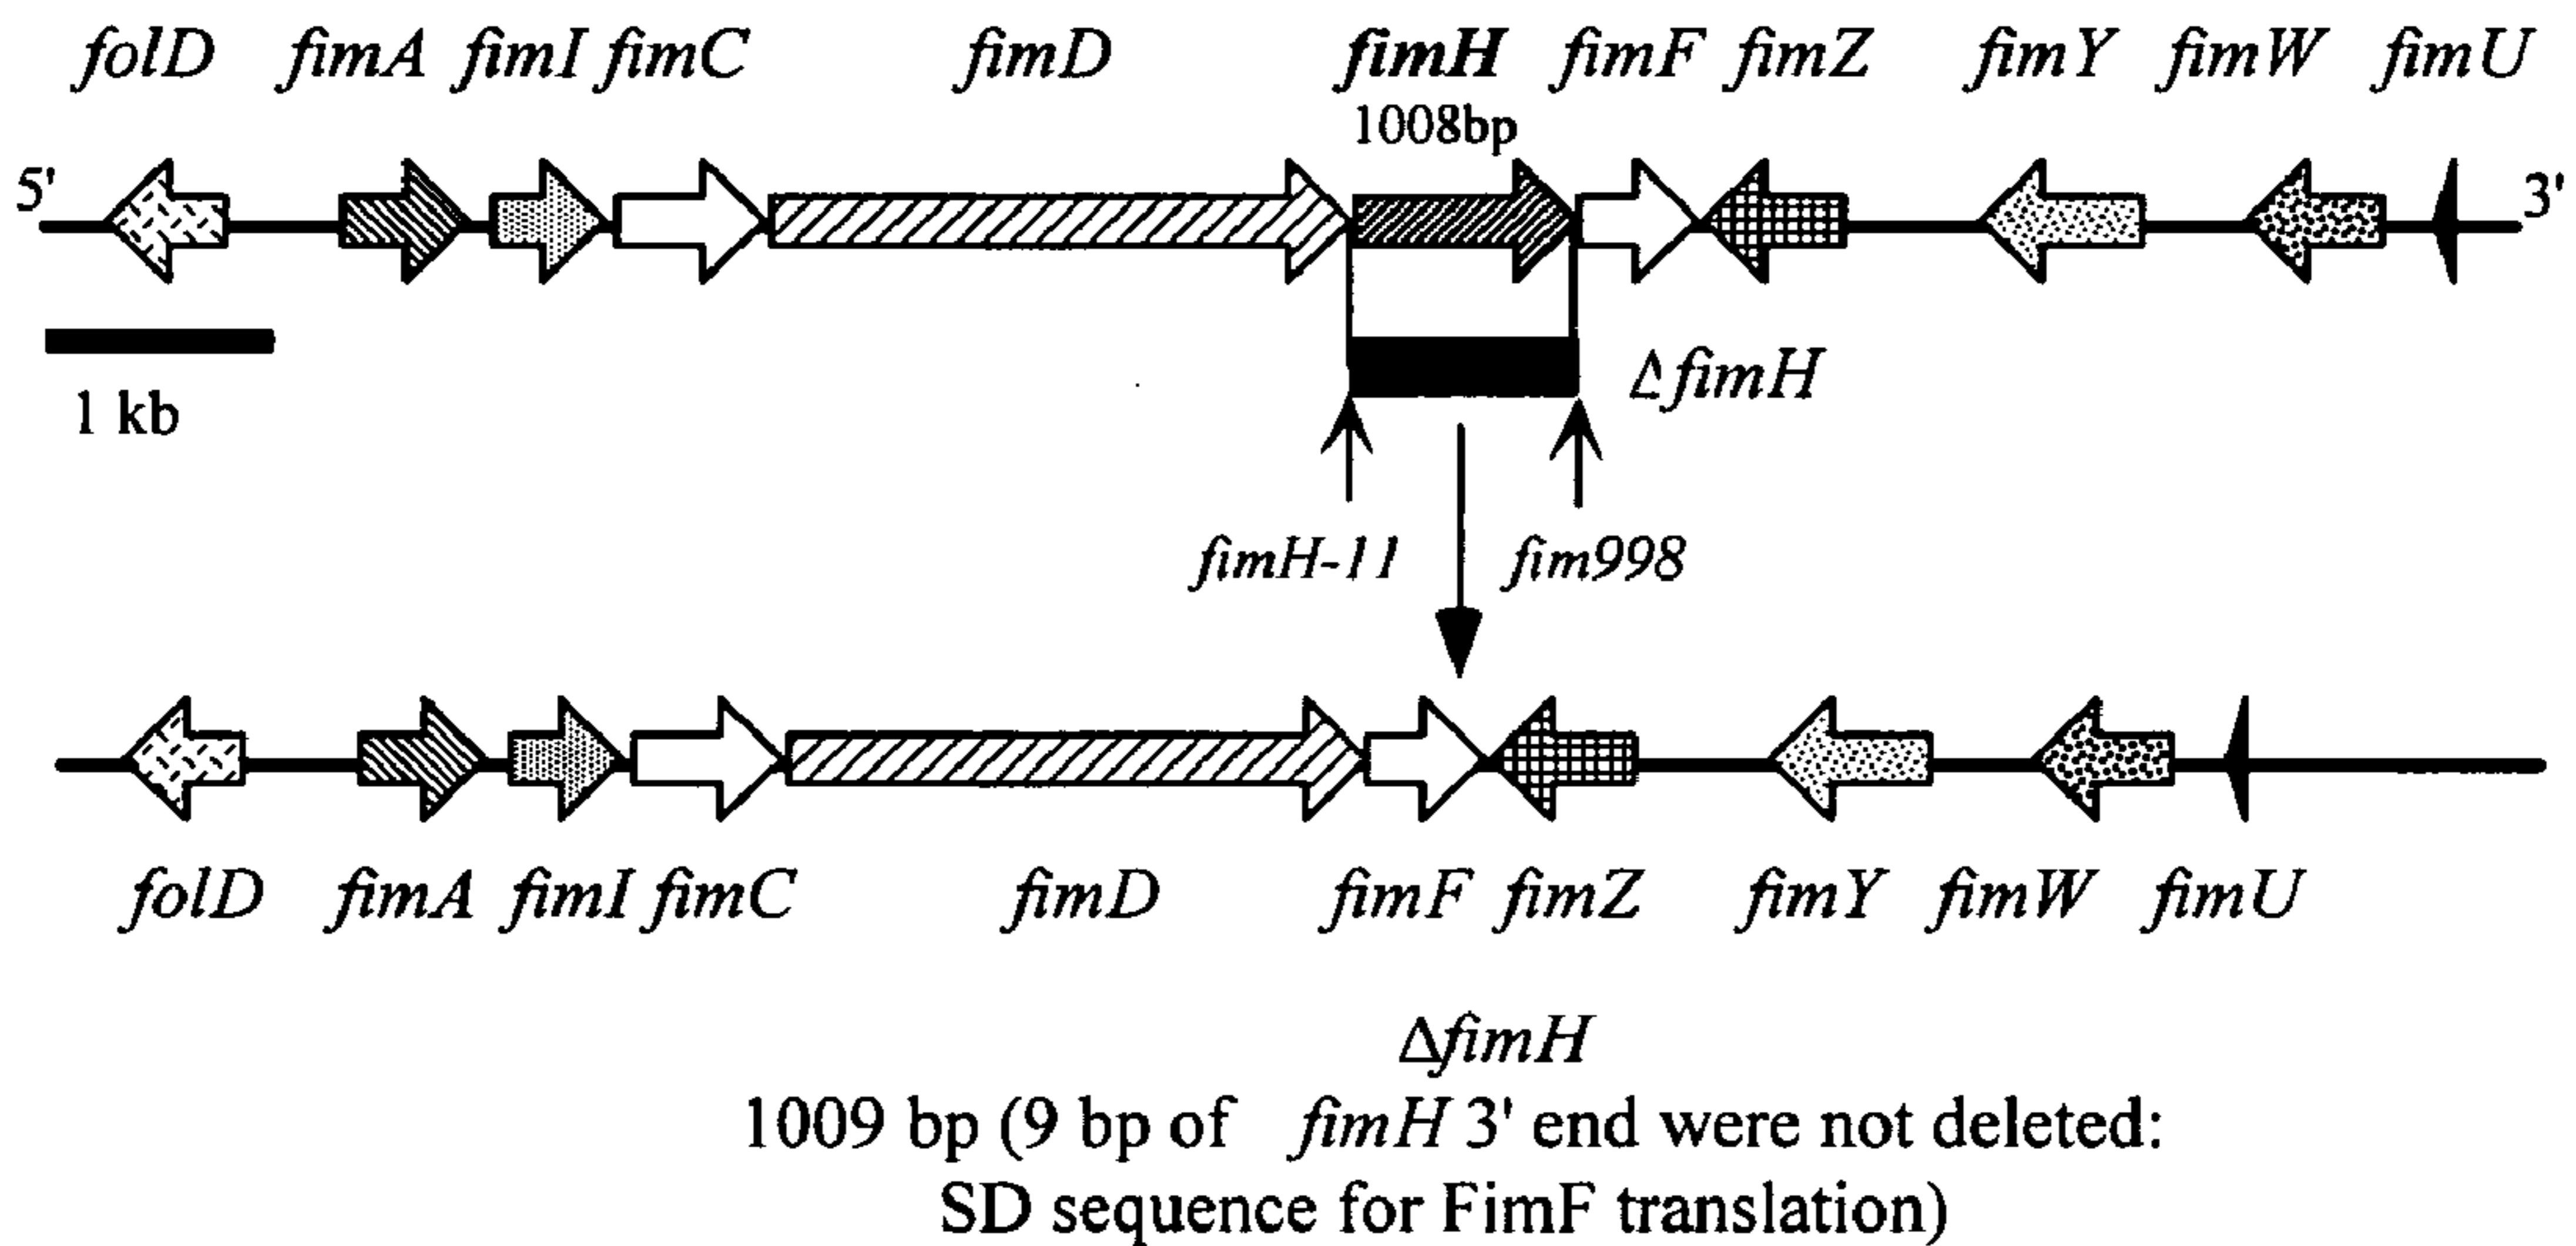 folD fimA fimI fimC fimD fimH fimF fimZ fimY fimW fimU
1008bp
5' 3'
1 kb
ΔfimH
fimH-11 fim998
folD fimA fimI fimC fimD fimF fimZ fimY fimW fimU
ΔfimH
1009 bp (9 bp of fimH 3' end were not deleted:
SD sequence for FimF translation)